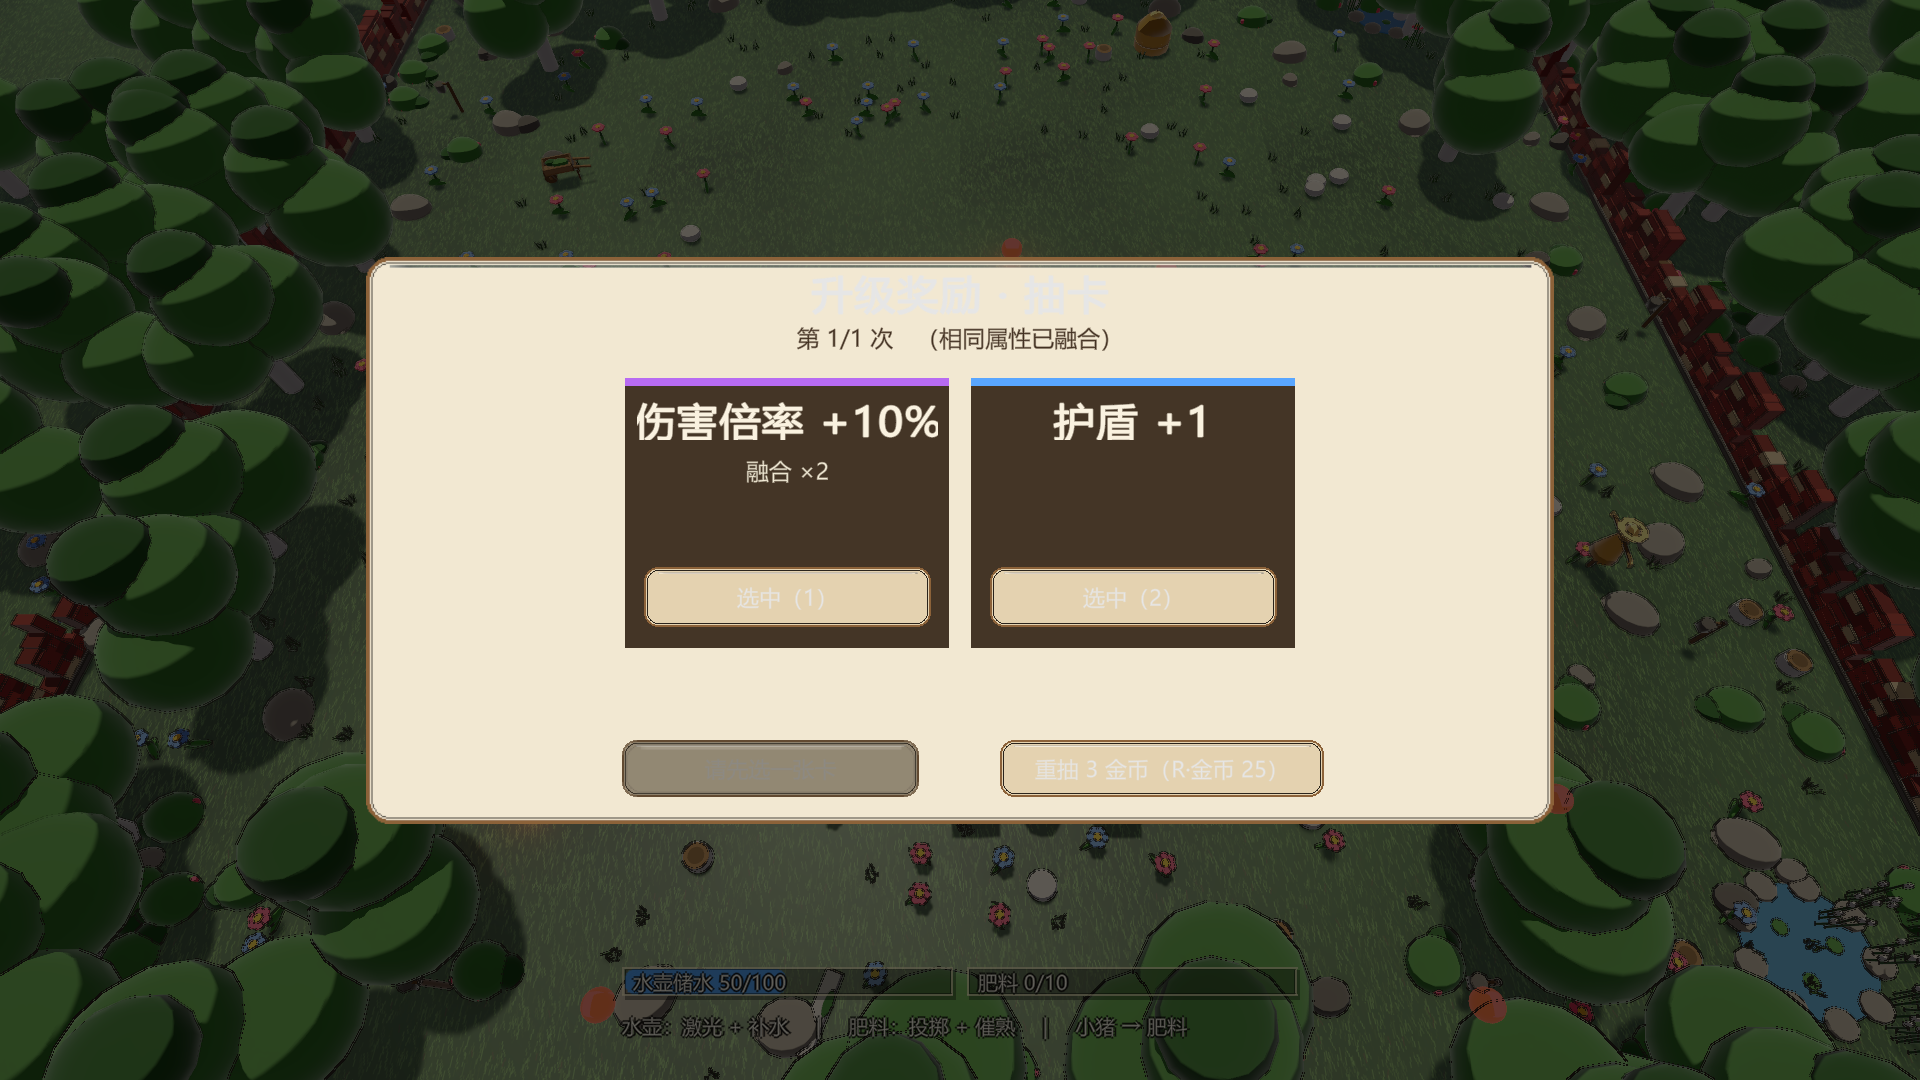 升级奖励 · 抽卡
第 1/1 次 （相同属性已融合）
伤害倍率 +10%
融合 ×2
选中（1）
护盾 +1
选中（2）
重抽 3 金币（R·金币 25）
水壶储水 50/100
肥料 0/10
水壶：激光 + 补水 | 肥料：投掷 + 催熟 | 小猪 → 肥料